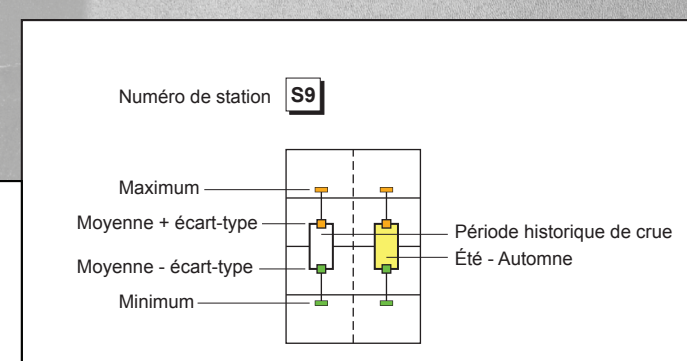 Numéro de station S9
Maximum
Moyenne + écart-type
Période historique de crue
Été - Automne
Moyenne - écart-type
Minimum